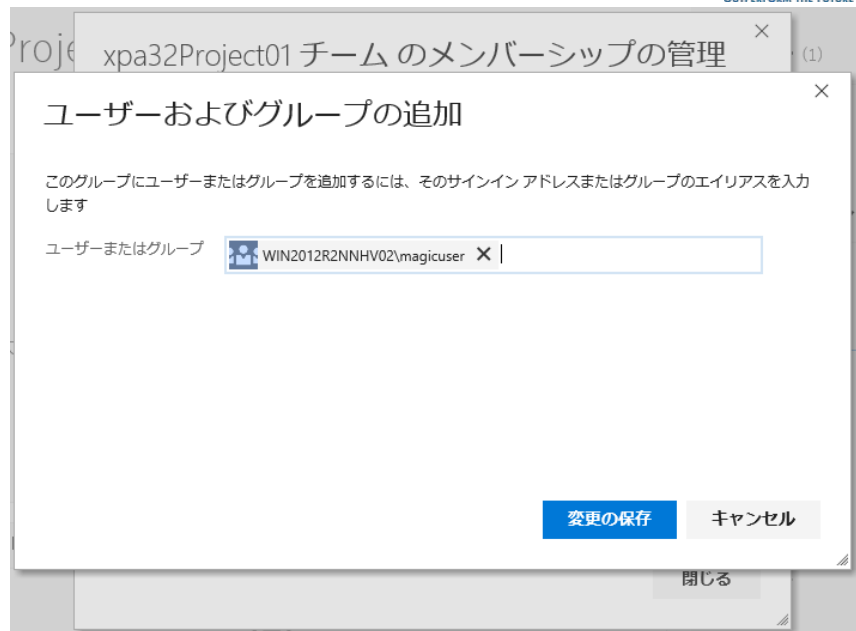 Proje
xpa32Project01 チーム のメンバーシップの管理
(1)
ユーザーおよびグループの追加
このグループにユーザーまたはグループを追加するには、そのサインイン アドレスまたはグループのエイリアスを入力
します
ユーザーまたはグループ
WIN2012R2NNHV02\magicuser
変更の保存
キャンセル
閉じる